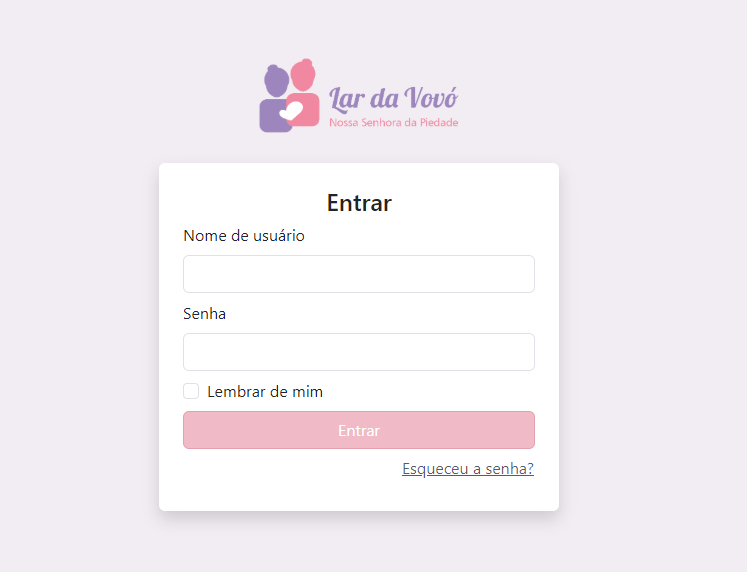 Lar da Vovó
Nossa Senhora da Piedade
Entrar
Nome de usuário
Senha
Lembrar de mim
Entrar
Esqueceu a senha?